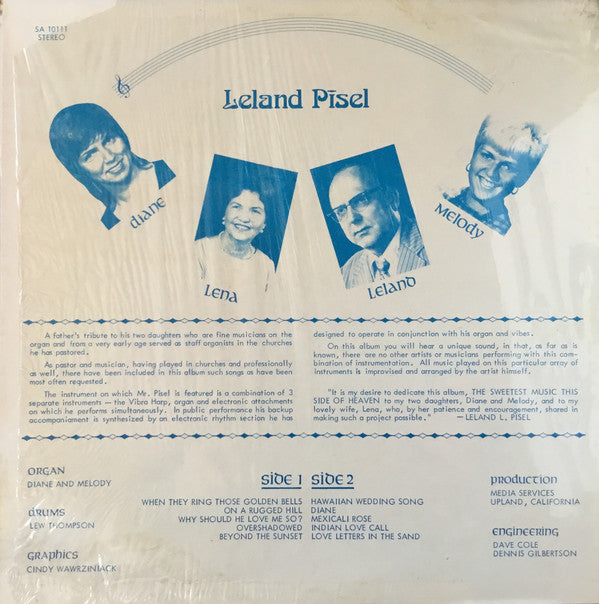 SA 10111
STEREO
Leland Pisel
DIANE
LENA
LELAND
MELODY
A father's tribute to his two daughters who are fine musicians on the
organ and from a very early age served as staff organists in the churches
he has pastored.
As pastor and musician, having played in churches and professionally
as well, there have been included in this album such songs as have been
most often requested.
The instrument on which Mr. Pisel is featured is a combination of 3
separate instruments — the Vibra Harp, organ and electronic attachments
on which he performs simultaneously. In public performance his backup
accompaniament is synthesized by an electronic rhythm section he has
designed to operate in conjunction with his organ and vibes.
On this album you will hear a unique sound, in that, as far as is
known, there are no other artists or musicians performing with this com-
bination of instrumentation. All music played on this particular array of
instruments is improvised and arranged by the artist himself.
"It is my desire to dedicate this album, THE SWEETEST MUSIC THIS
SIDE OF HEAVEN to my two daughters, Diane and Melody, and to my
lovely wife, Lena, who, by her patience and encouragement, shared in
making such a project possible." — LELAND L. PISEL
ORGAN
DIANE AND MELODY
DRUMS
LEW THOMPSON
GRAPHICS
CINDY WAWRZINIACK
SIDE 1
WHEN THEY RING THOSE GOLDEN BELLS
ON A RUGGED HILL
WHY SHOULD HE LOVE ME SO?
OVERSHADOWED
BEYOND THE SUNSET
SIDE 2
HAWAIIAN WEDDING SONG
DIANE
MEXICALI ROSE
INDIAN LOVE CALL
LOVE LETTERS IN THE SAND
PRODUCTION
MEDIA SERVICES
UPLAND, CALIFORNIA
ENGINEERING
DAVE COLE
DENNIS GILBERTSON